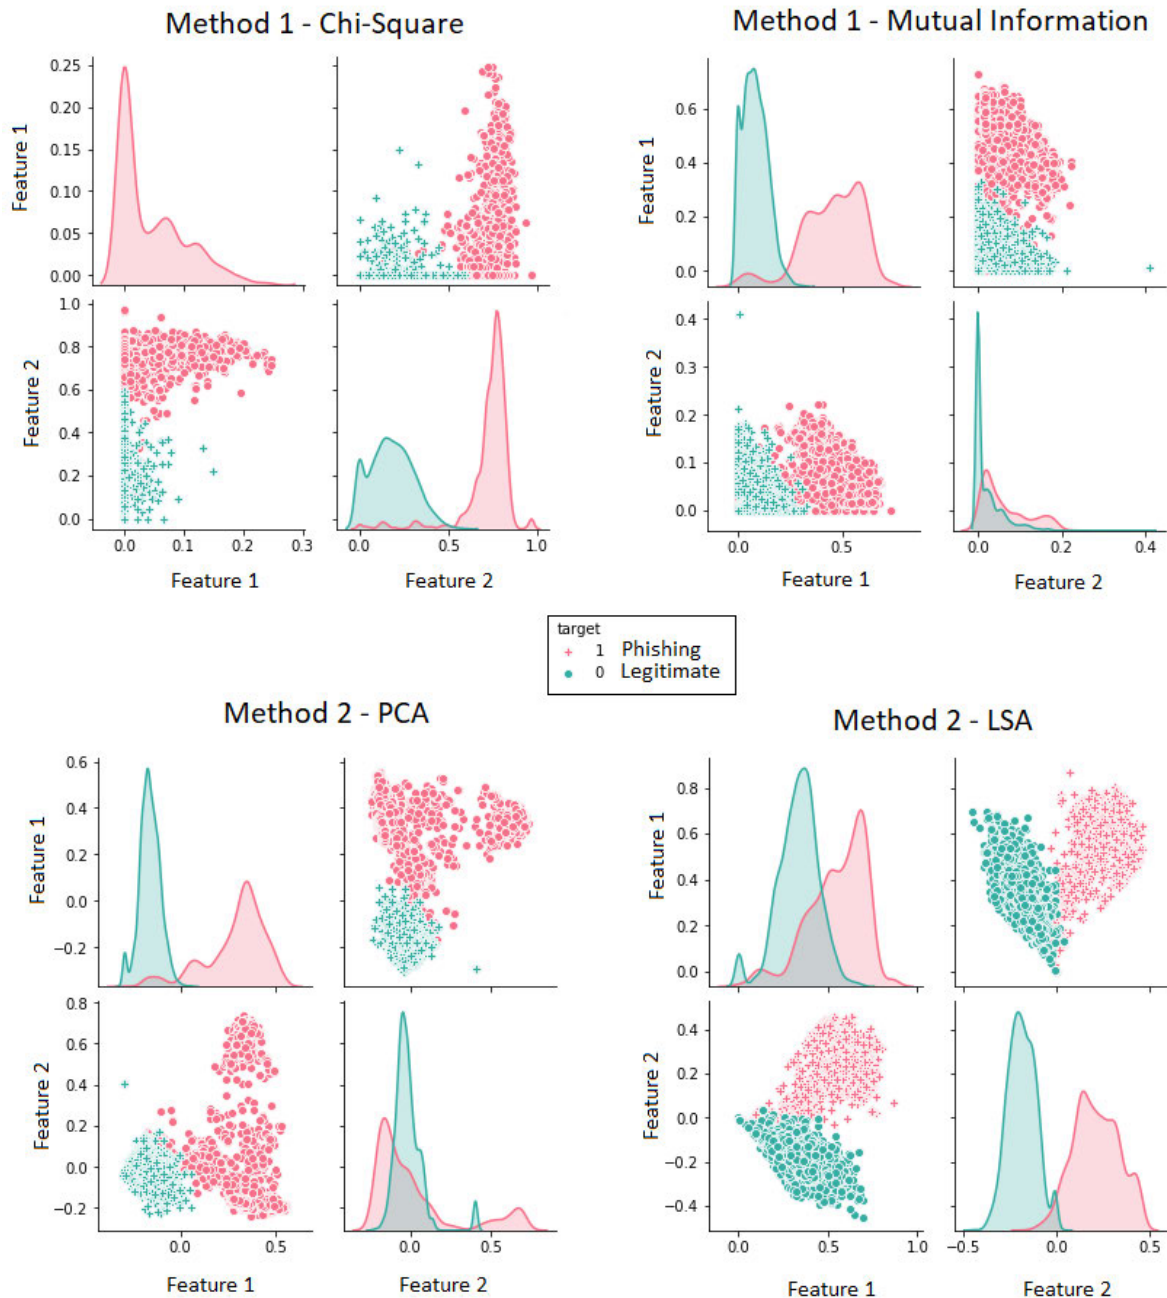 Method 1 - Chi-Square
Method 1 - Mutual Information
0.25
0.20
0.15
0.10
0.05
0.00
Feature 1
0.6
0.4
0.2
0.0
Feature 1
1.0
0.8
0.6
0.4
0.2
0.0
Feature 2
0.4
0.3
0.2
0.1
0.0
Feature 2
0.0 0.1 0.2 0.3
0.0 0.5 1.0
0.0 0.5
0.0 0.2 0.4
Feature 1
Feature 2
Feature 1
Feature 2
target
1 Phishing
0 Legitimate
Method 2 - PCA
Method 2 - LSA
0.6
0.4
0.2
0.0
−0.2
Feature 1
0.8
0.6
0.4
0.2
0.0
Feature 1
0.8
0.6
0.4
0.2
0.0
−0.2
Feature 2
0.4
0.2
0.0
−0.2
−0.4
Feature 2
0.0 0.5
0.0 0.5
0.0 0.5 1.0
−0.5 0.0 0.5
Feature 1
Feature 2
Feature 1
Feature 2